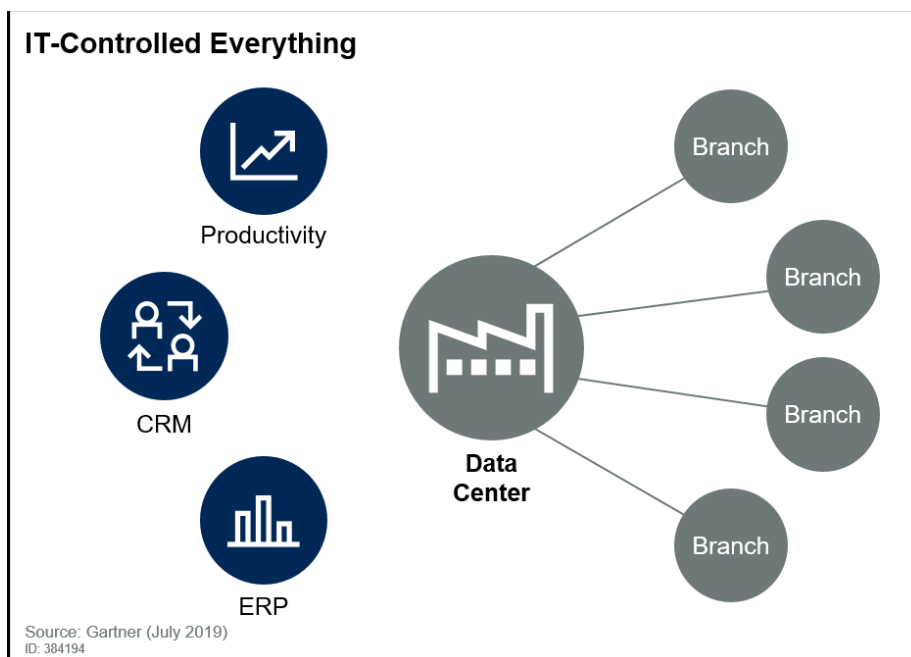 IT-Controlled Everything
Productivity
CRM
ERP
Data
Center
Branch
Branch
Branch
Branch
Source: Gartner (July 2019)
ID: 384194